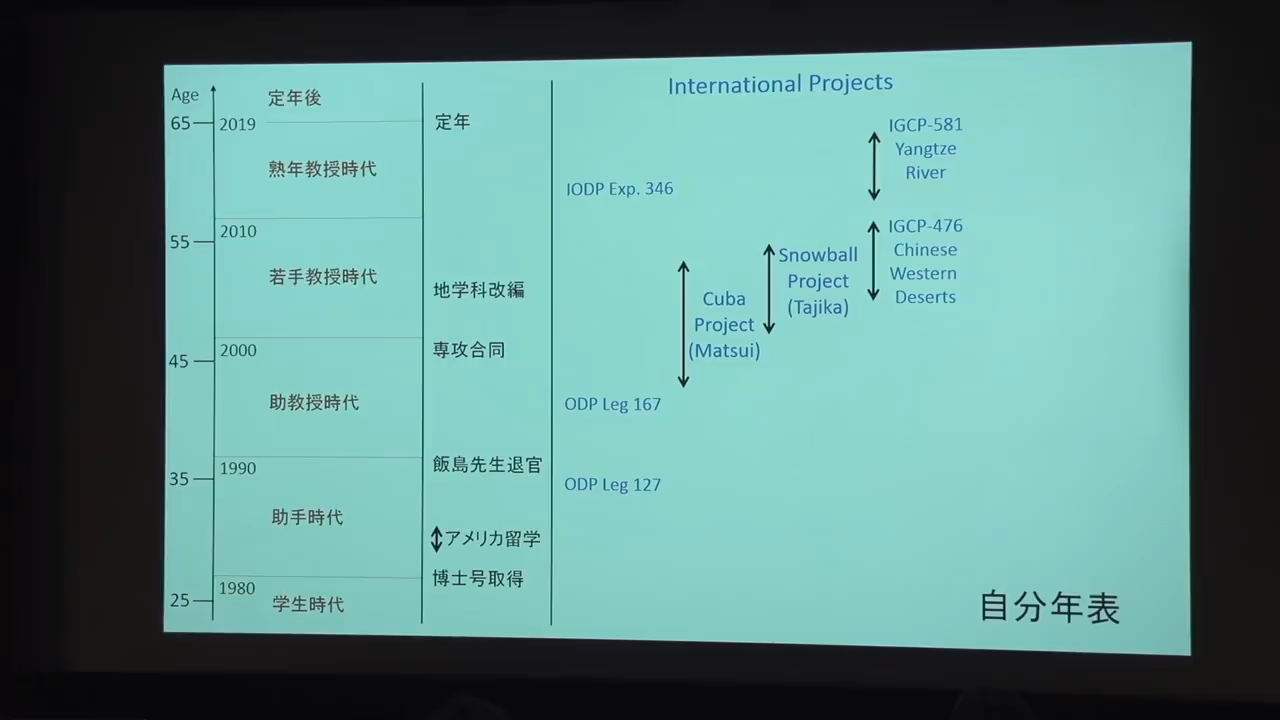 International Projects
Age
定年後
65
2019
定年
熟年教授時代
2010
55
若手教授時代
地学科改編
2000
専攻合同
45
助教授時代
1990
飯島先生退官
35
助手時代
アメリカ留学
博士号取得
1980
25
学生時代
IODP Exp. 346
ODP Leg 167
ODP Leg 127
Cuba
Project
(Matsui)
Snowball
Project
(Tajika)
IGCP-581
Yangtze
River
IGCP-476
Chinese
Western
Deserts
自分年表